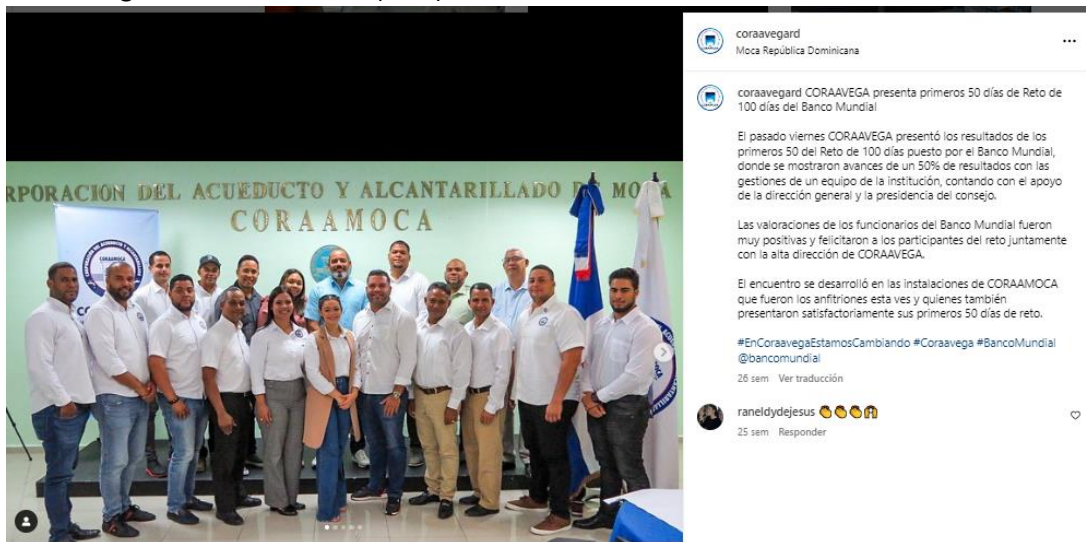 coraavegard
Moca República Dominicana
coraavegard CORAAVEGA presenta primeros 50 días de Reto de
100 días del Banco Mundial
El pasado viernes CORAAVEGA presentó los resultados de los
primeros 50 del Reto de 100 días puesto por el Banco Mundial,
donde se mostraron avances de un 50% de resultados con las
gestiones de un equipo de la institución, contando con el apoyo
de la dirección general y la presidencia del consejo.
Las valoraciones de los funcionarios del Banco Mundial fueron
muy positivas y felicitaron a los participantes del reto juntamente
con la alta dirección de CORAAVEGA.
El encuentro se desarrolló en las instalaciones de CORAAMOCA
que fueron los anfitriones esta ves y quienes también
presentaron satisfactoriamente sus primeros 50 días de reto.
#EnCoraavegaEstamosCambiando #Coraavega #BancoMundial
@bancomundial
26 sem Ver traducción
raneldydejesus 👏👏👏🙌
25 sem Responder
RPORACIÓN DEL ACUEDUCTO Y ALCANTARILLADO DE MOCA
CORAAMOCA
CORAAMOCA